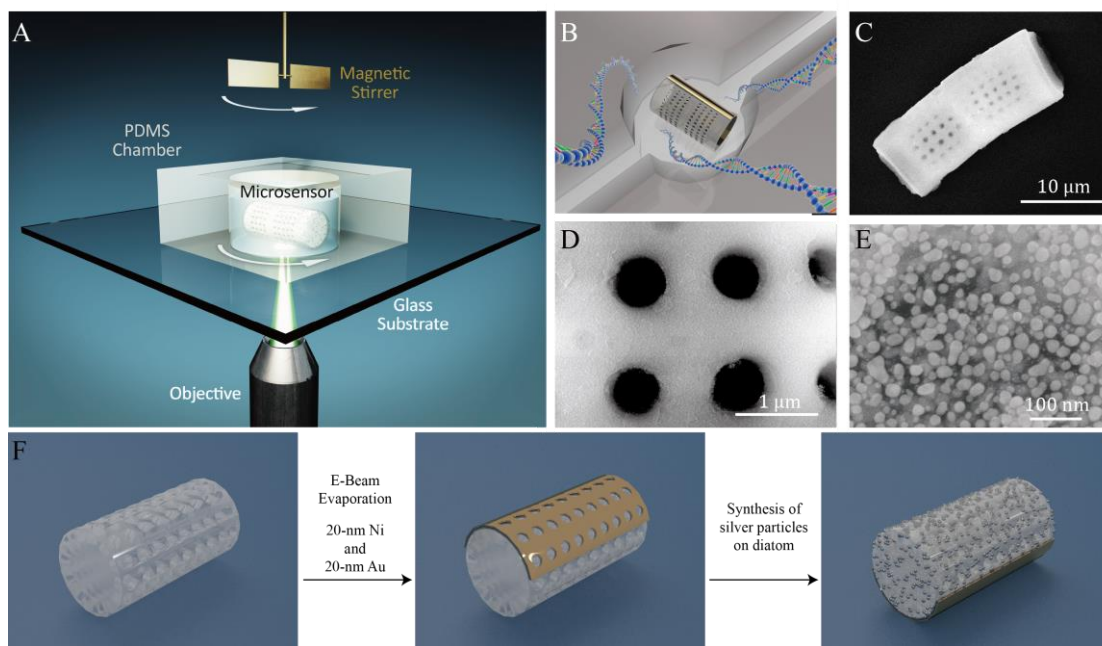 A
Magnetic
Stirrer
PDMS
Chamber
Microsensor
Glass
Substrate
Objective
B
C
10 μm
D
1 μm
E
100 nm
F
E-Beam
Evaporation
20-nm Ni
and
20-nm Au
Synthesis of
silver particles
on diatom